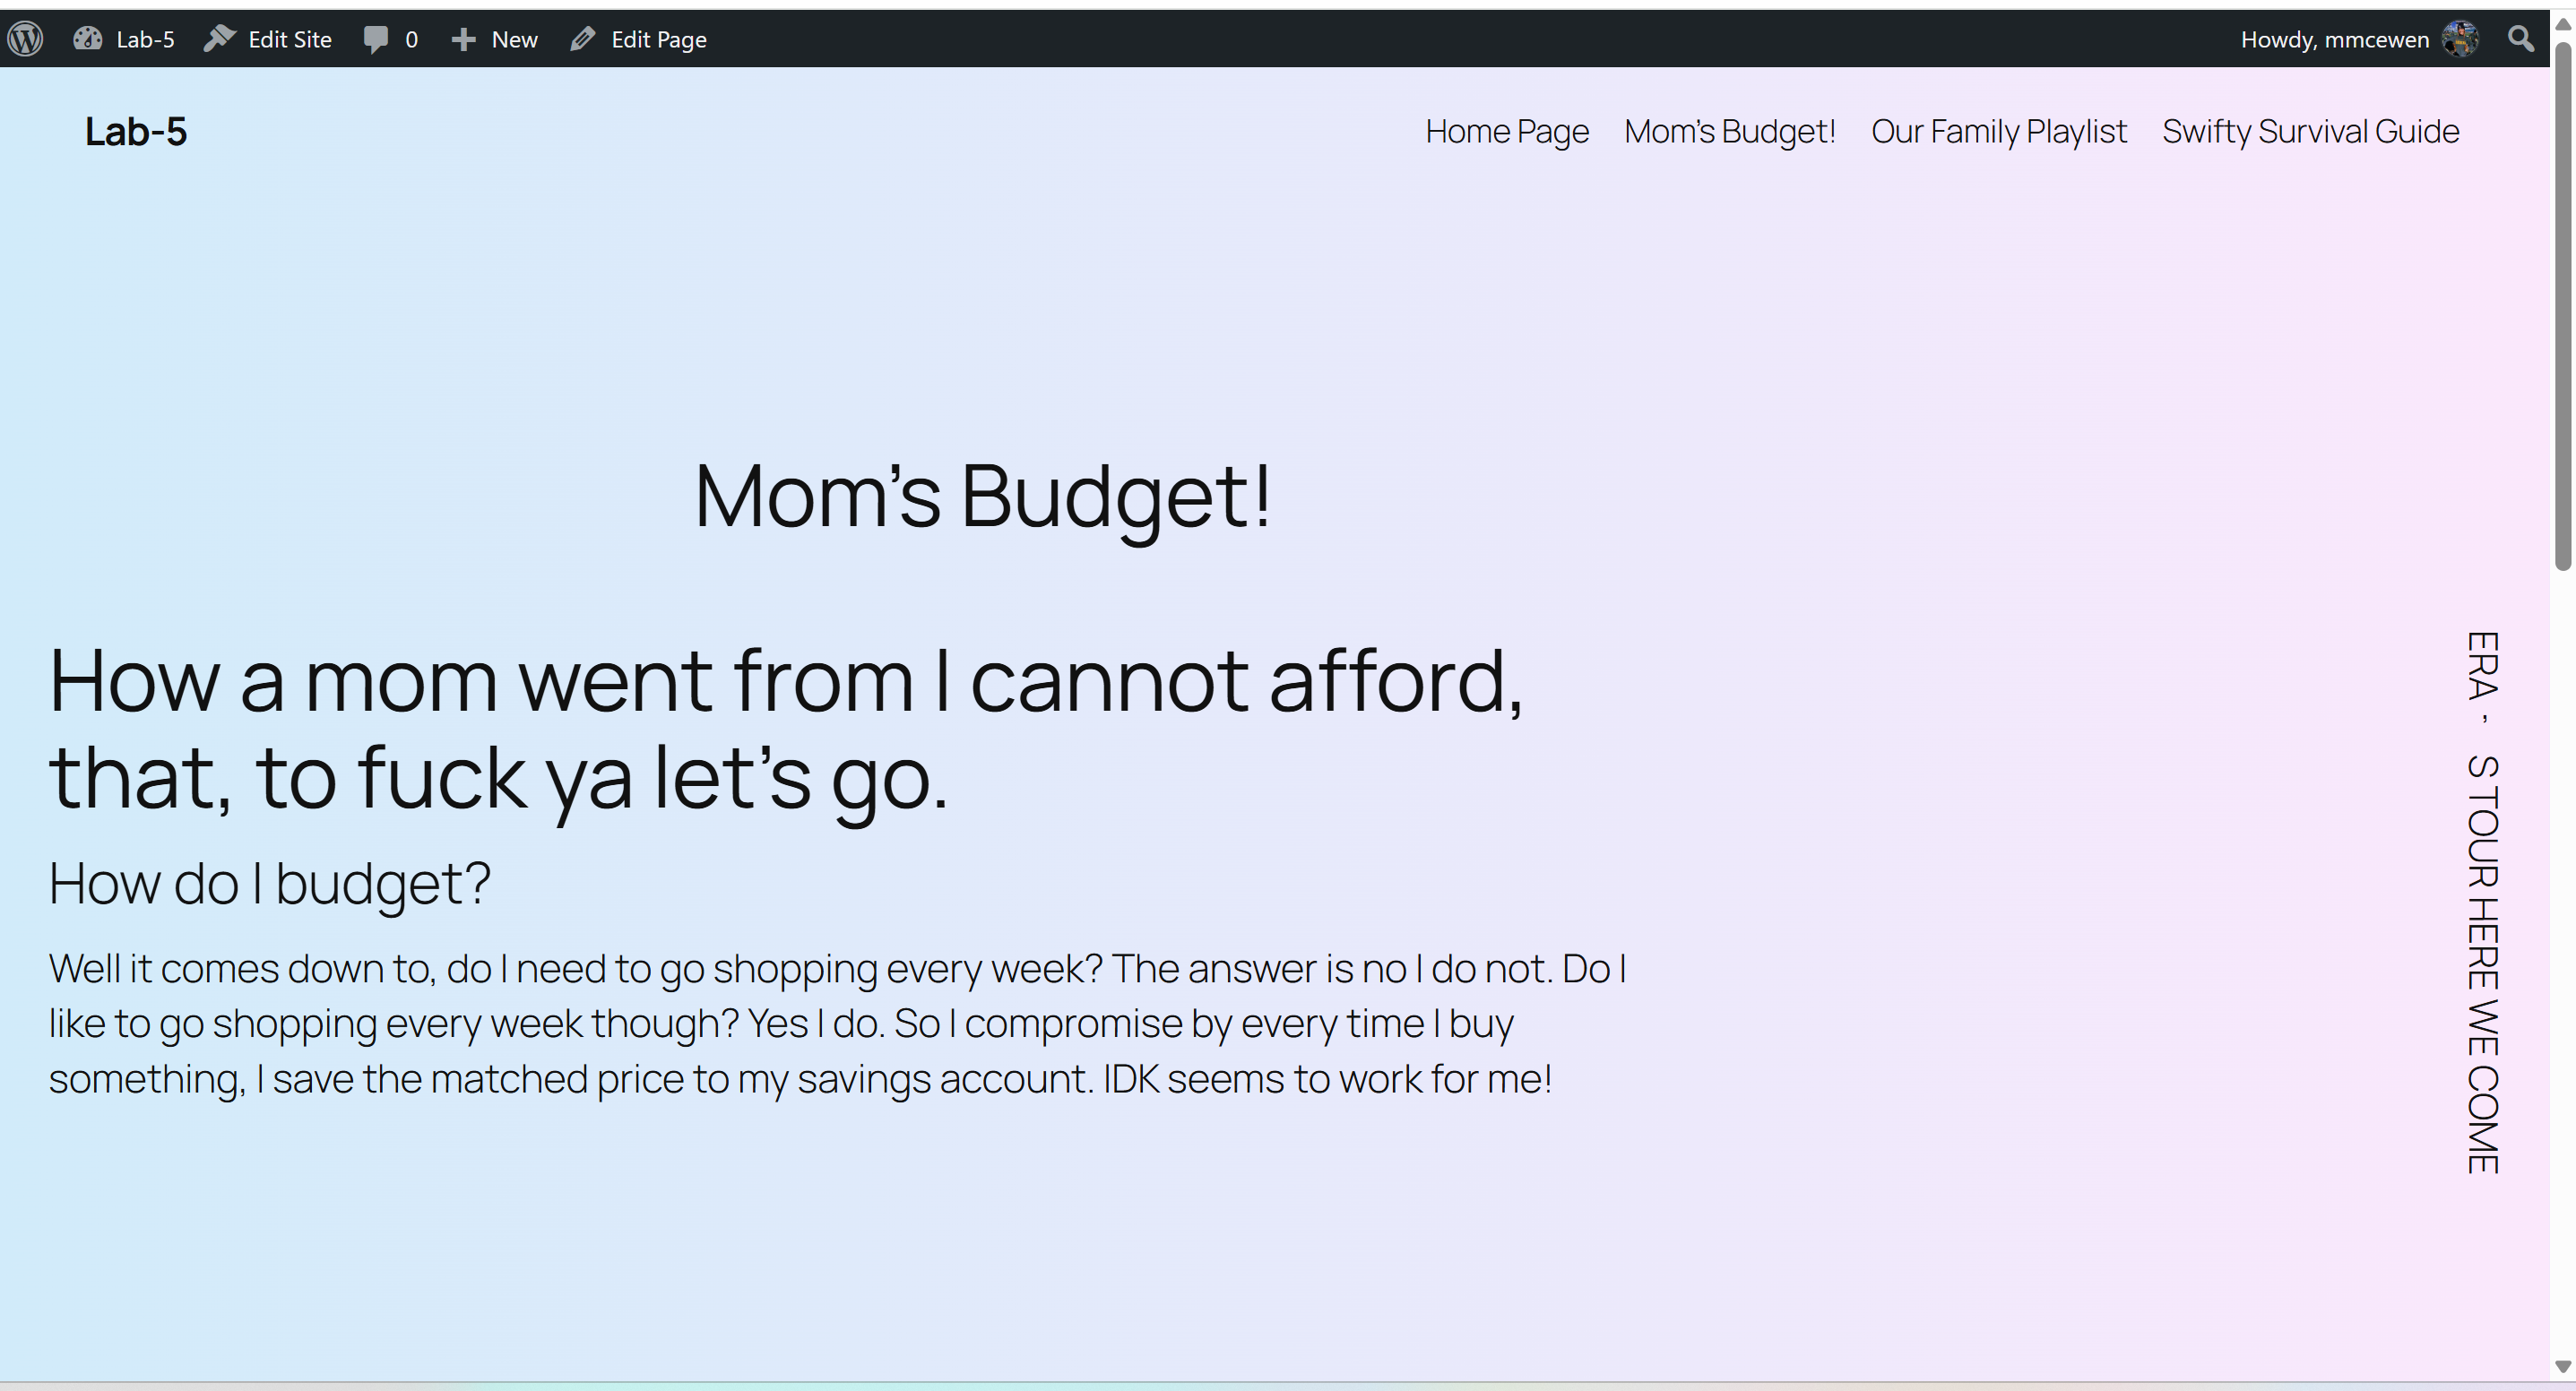 Lab-5 Edit Site 0 New Edit Page Howdy, mmcewen
Lab-5 Home Page Mom’s Budget! Our Family Playlist Swifty Survival Guide
Mom’s Budget!
How a mom went from I cannot afford,
that, to fuck ya let’s go.
How do I budget?
Well it comes down to, do I need to go shopping every week? The answer is no I do not. Do I
like to go shopping every week though? Yes I do. So I compromise by every time I buy
something, I save the matched price to my savings account. IDK seems to work for me!
ERA ’ S TOUR HERE WE COME